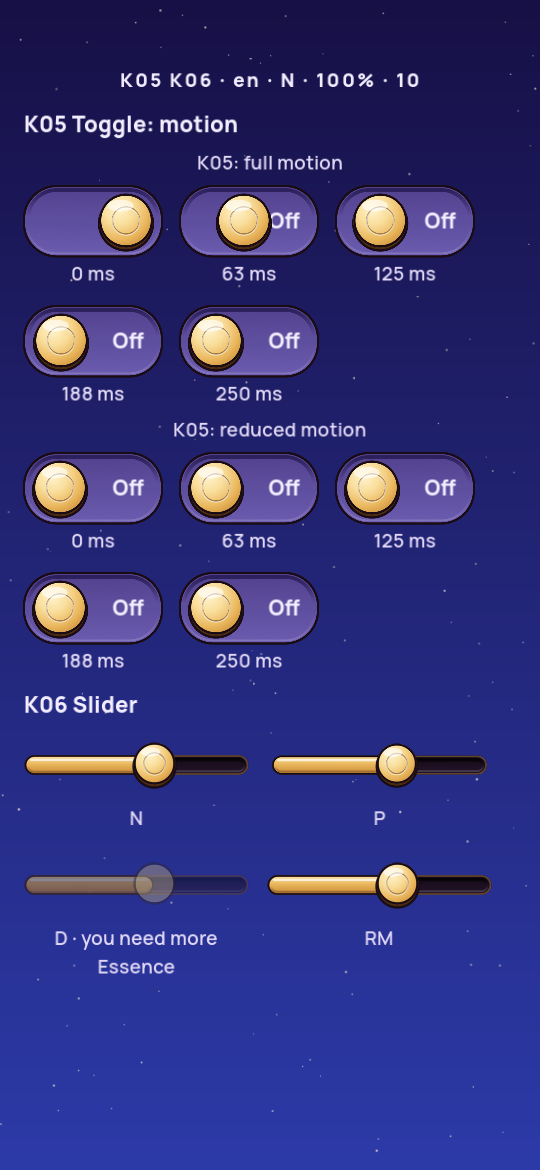 K05 K06 · en · N · 100% · 10
K05 Toggle: motion
K05: full motion
Off Off
0 ms 63 ms 125 ms
Off Off
188 ms 250 ms
K05: reduced motion
Off Off Off
0 ms 63 ms 125 ms
Off Off
188 ms 250 ms
K06 Slider
N P
D · you need more
Essence
RM